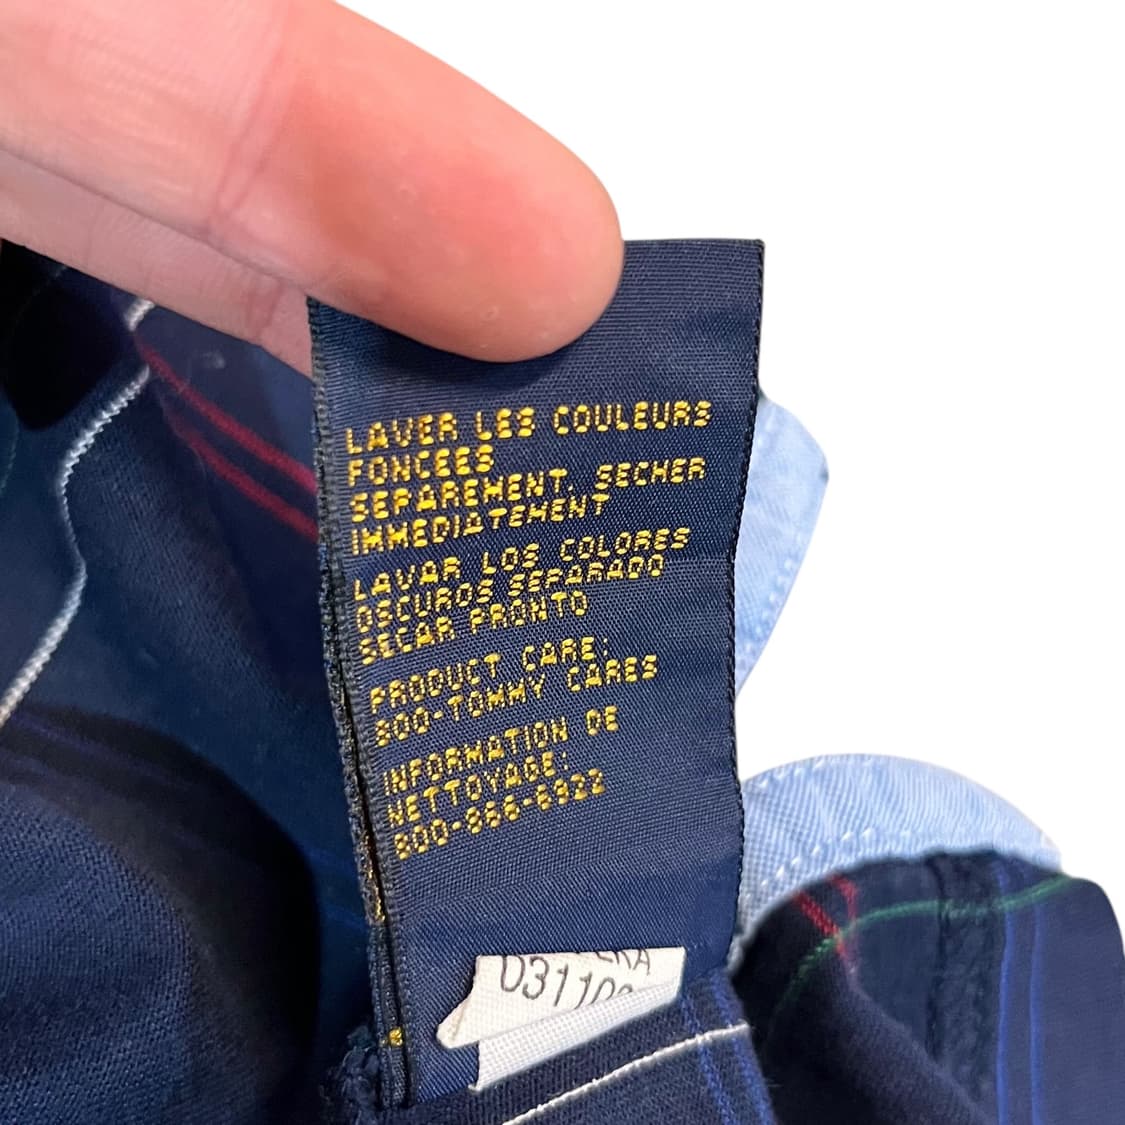 LAVER LES COULEURS
FONCEES
SEPAREMENT. SECHER
IMMEDIATEMENT
LAVAR LOS COLORES
OSCUROS SEPARADO
SECAR PRONTO
PRODUCT CARE:
800-TOMMY CARES
INFORMATION DE
NETTOYAGE:
800-866-6922